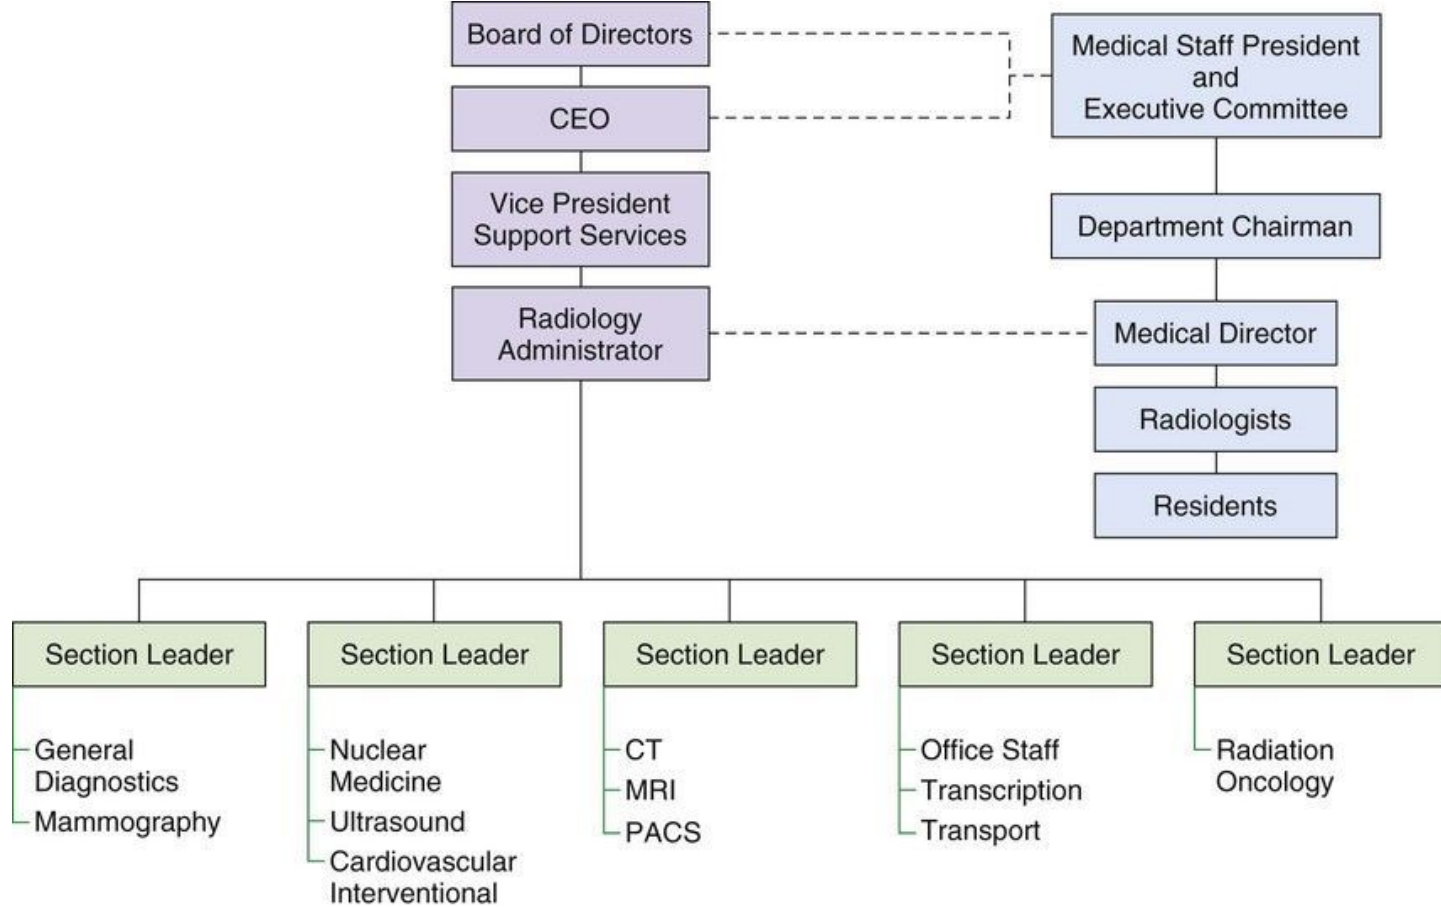 Board of Directors
Medical Staff President
and
Executive Committee
CEO
Vice President
Support Services
Department Chairman
Radiology
Administrator
Medical Director
Radiologists
Residents
Section Leader
General
Diagnostics
Mammography
Section Leader
Nuclear
Medicine
Ultrasound
Cardiovascular
Interventional
Section Leader
CT
MRI
PACS
Section Leader
Office Staff
Transcription
Transport
Section Leader
Radiation
Oncology